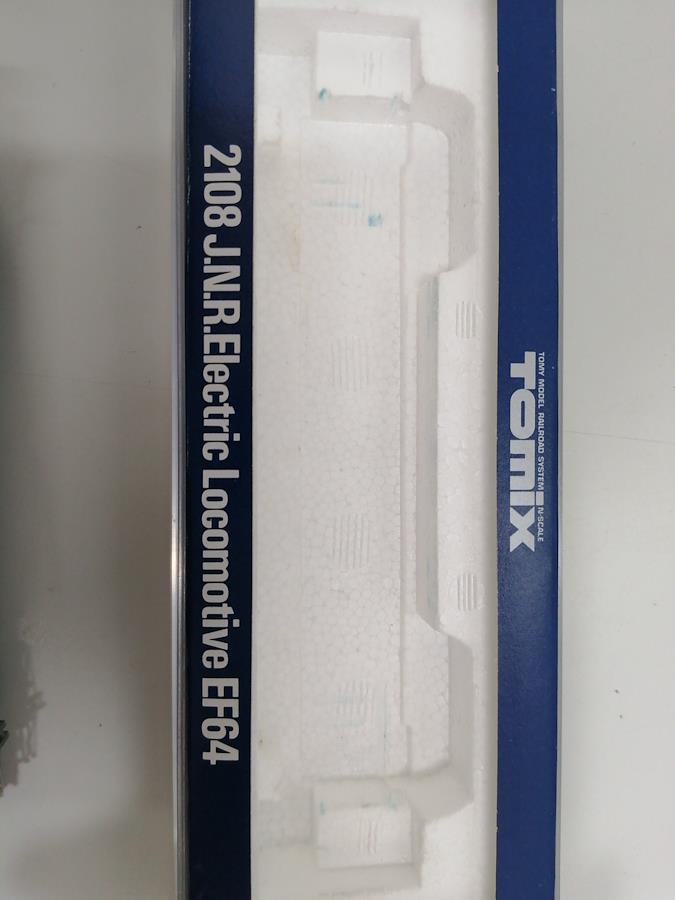 2108 J.N.R.Electric Locomotive EF64
TOMY MODEL RAILROAD SYSTEM N-SCALE
TOMIX